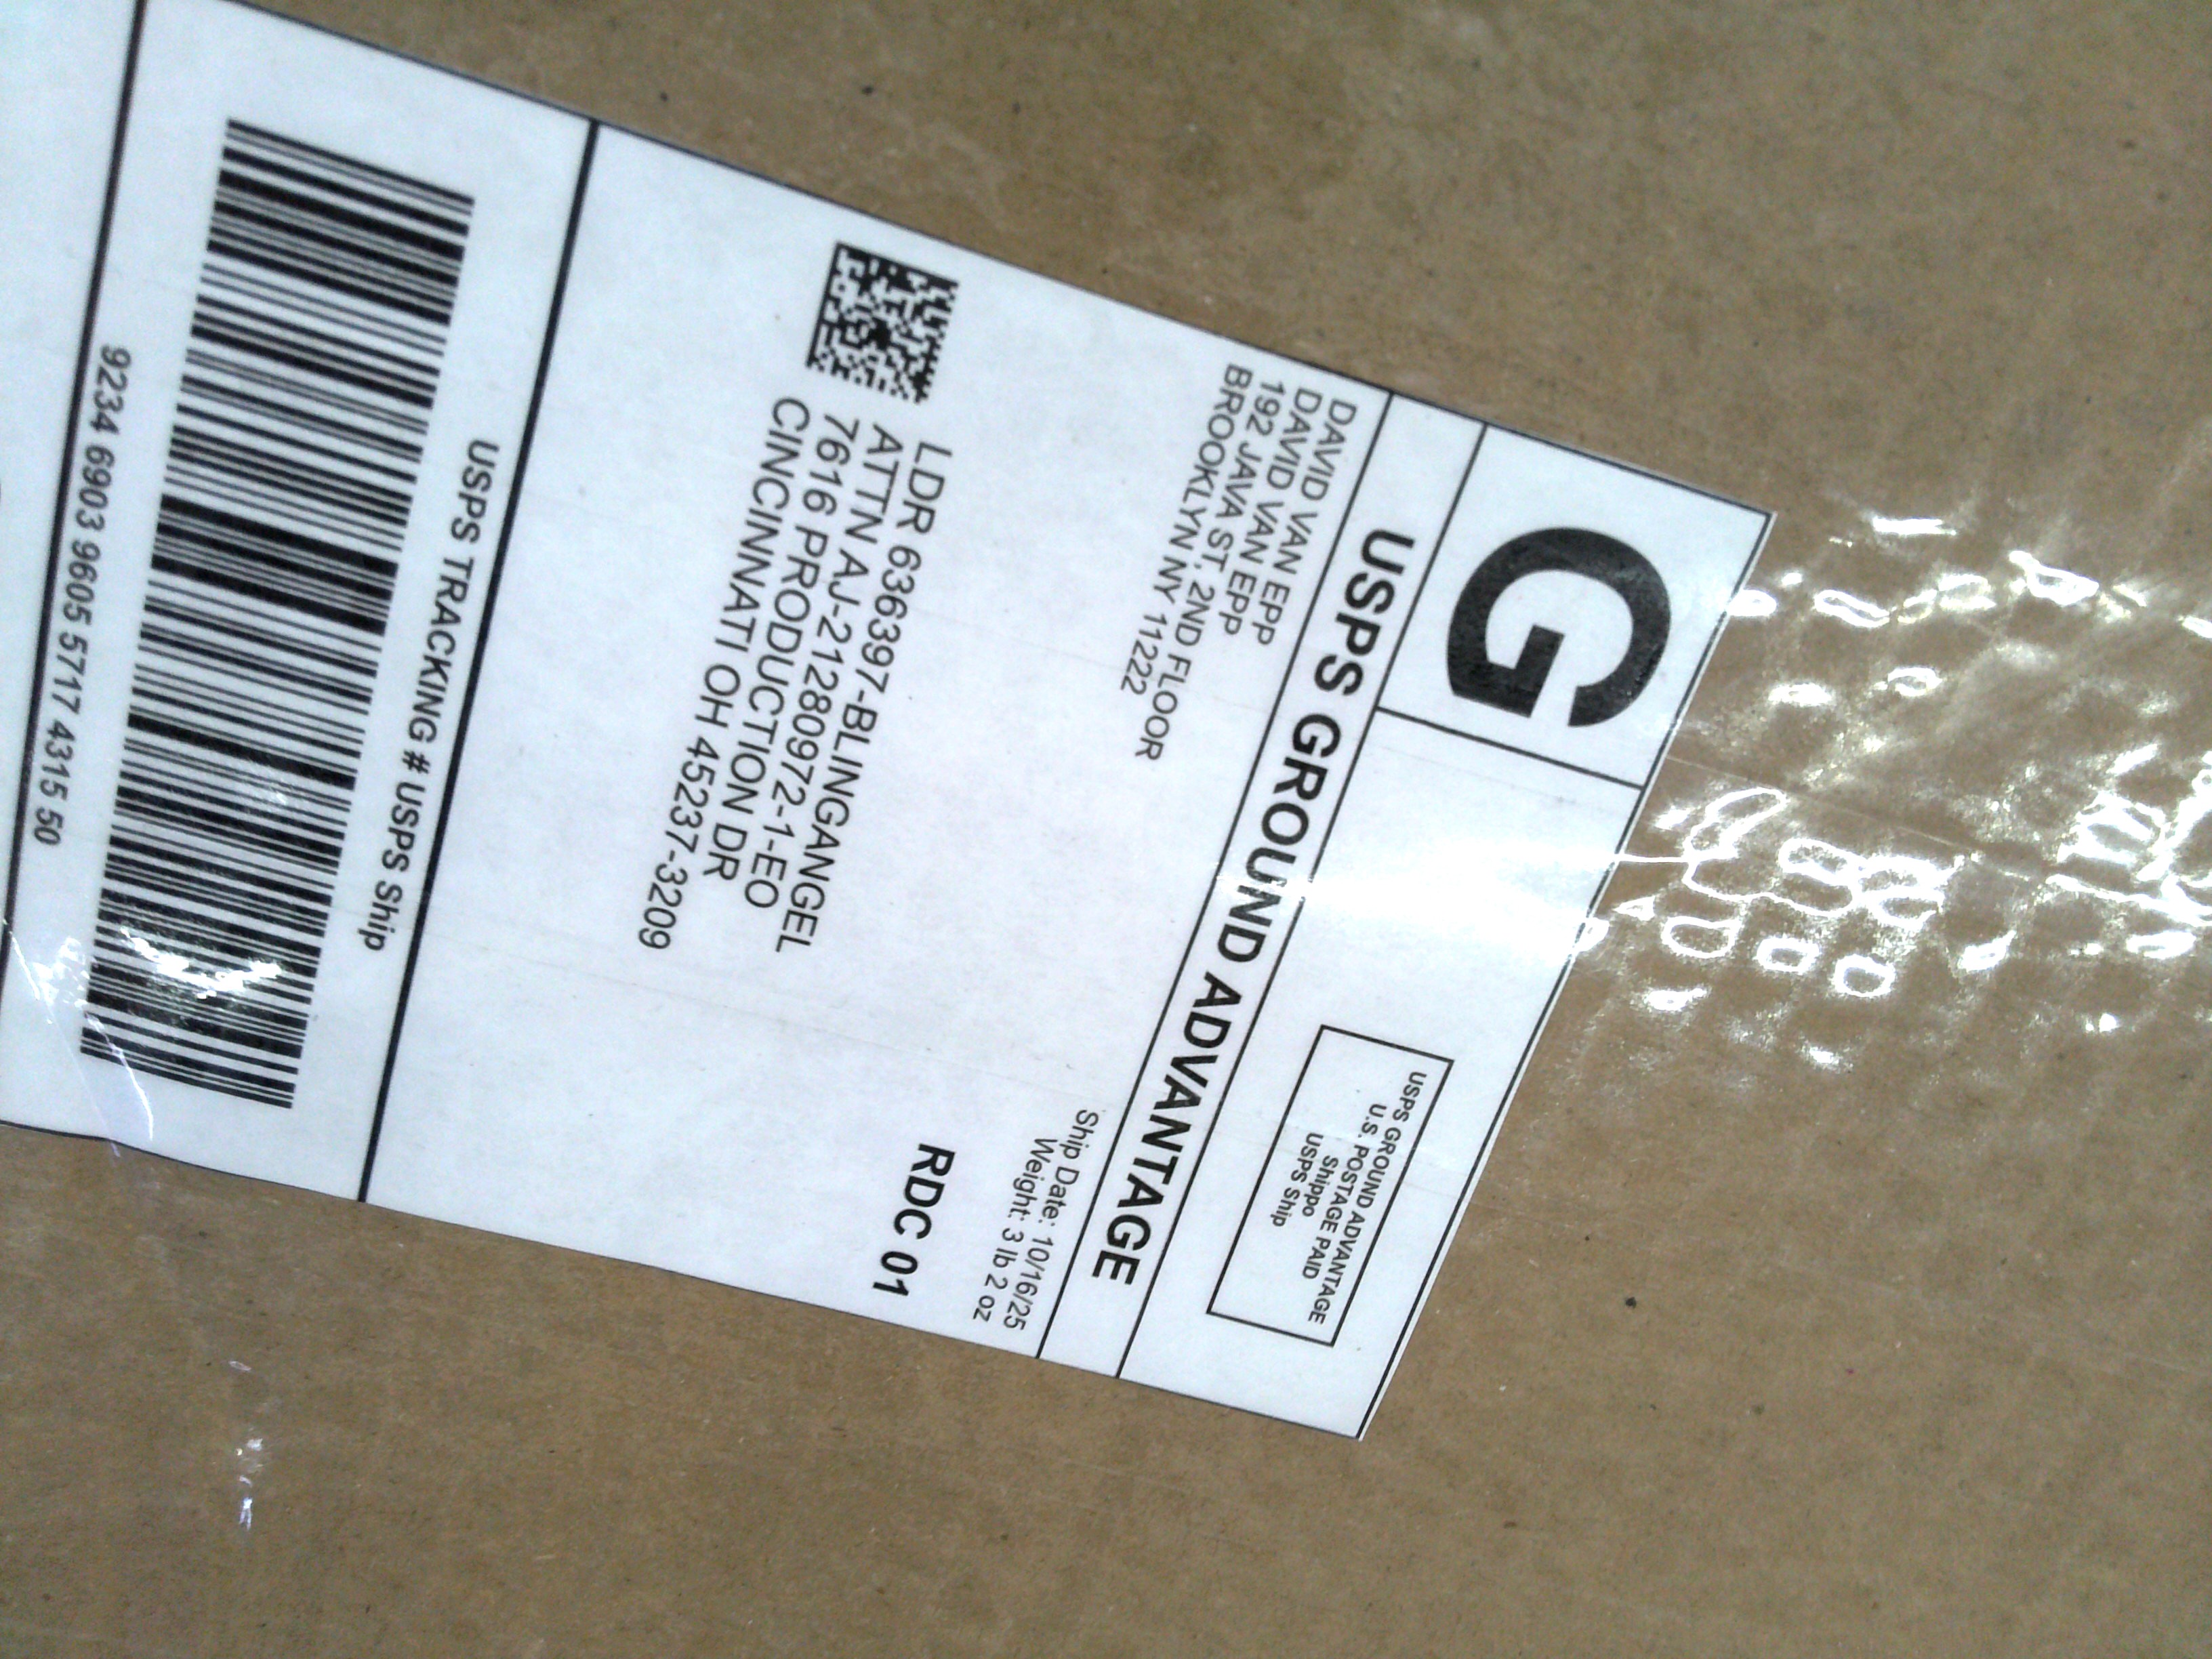 G
USPS GROUND ADVANTAGE
U.S. POSTAGE PAID
Shippo
USPS Ship
USPS GROUND ADVANTAGE
DAVID VAN EPP
DAVID VAN EPP
192 JAVA ST, 2ND FLOOR
BROOKLYN NY 11222
Ship Date: 10/16/25
Weight: 3 lb 2 oz
RDC 01
LDR 636397-BLINGANGEL
ATTN AJ-21280972-1-EO
7616 PRODUCTION DR
CINCINNATI OH 45237-3209
USPS TRACKING # USPS Ship
9234 6903 9605 5717 4315 50